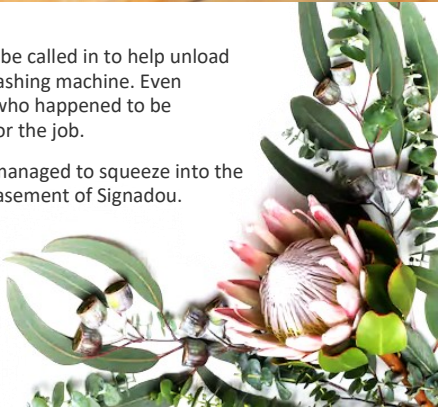 be called in to help unload
ashing machine. Even
who happened to be
or the job.
managed to squeeze into the
asement of Signadou.